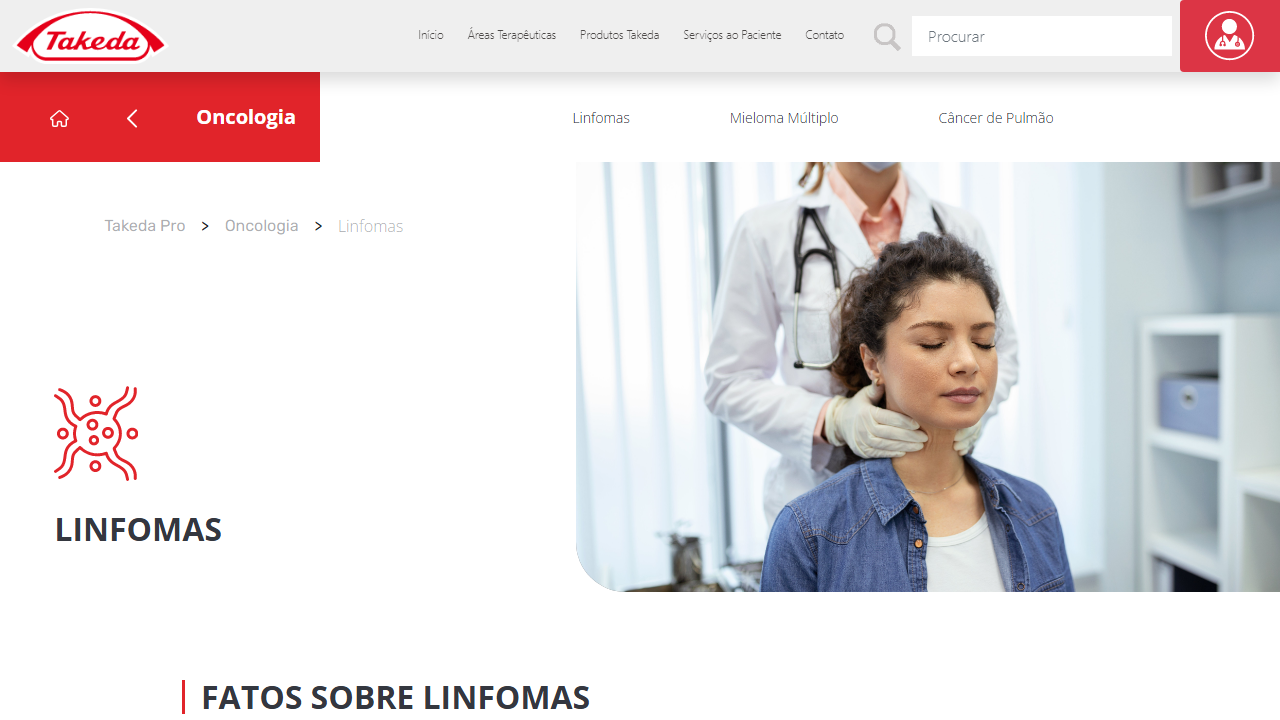 Takeda
Início
Áreas Terapêuticas
Produtos Takeda
Serviços ao Paciente
Contato
Procurar
Oncologia
Linfomas
Mieloma Múltiplo
Câncer de Pulmão
Takeda Pro > Oncologia > Linfomas
LINFOMAS
FATOS SOBRE LINFOMAS